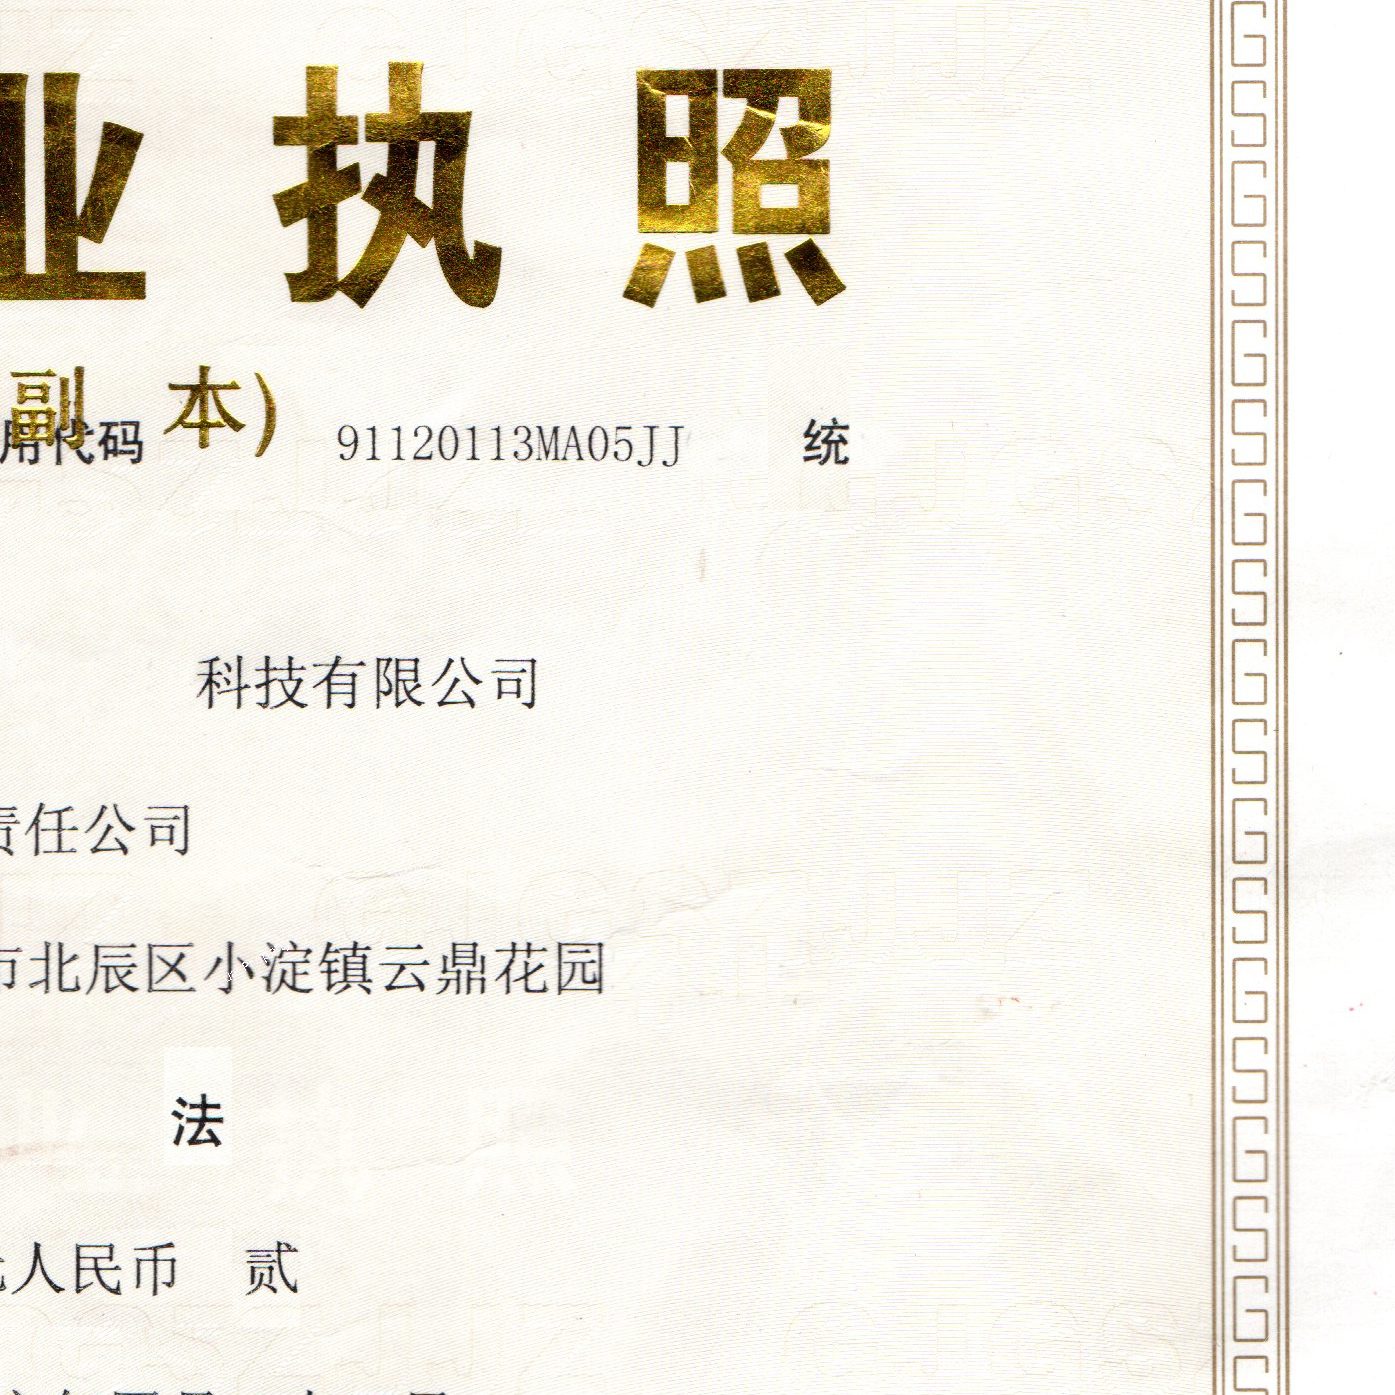 业 执 照
副 本)
用代码 91120113MA05JJ 统
科技有限公司
责任公司
市北辰区小淀镇云鼎花园
法
人民币 贰